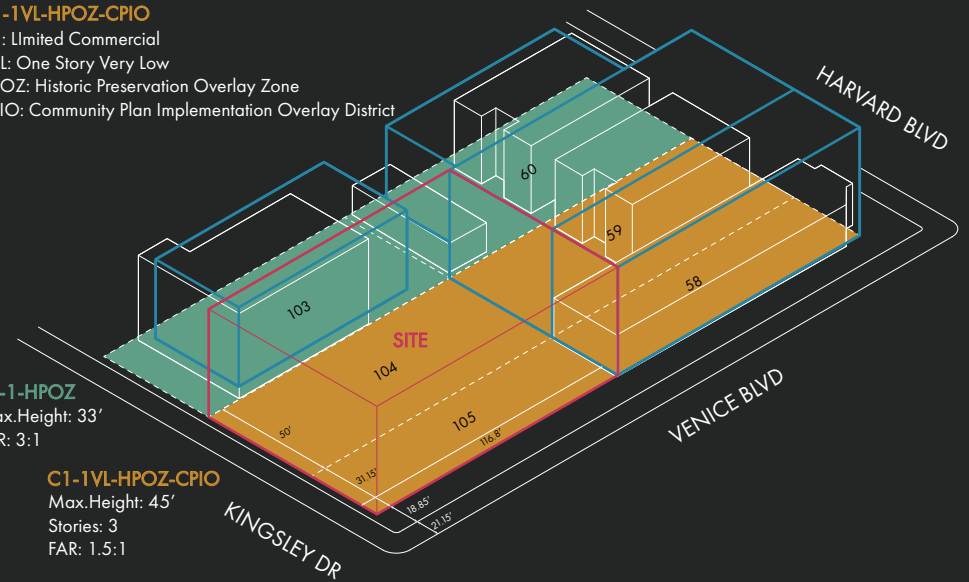 -1VL-HPOZ-CPIO
: LImited Commercial
L: One Story Very Low
OZ: Historic Preservation Overlay Zone
IO: Community Plan Implementation Overlay District
HARVARD BLVD
60
59
58
103
SITE
104
105
50'
116.8'
31.15'
18.85'
21.15'
VENICE BLVD
KINGSLEY DR
-1-HPOZ
ax.Height: 33'
R: 3:1
C1-1VL-HPOZ-CPIO
Max.Height: 45'
Stories: 3
FAR: 1.5:1